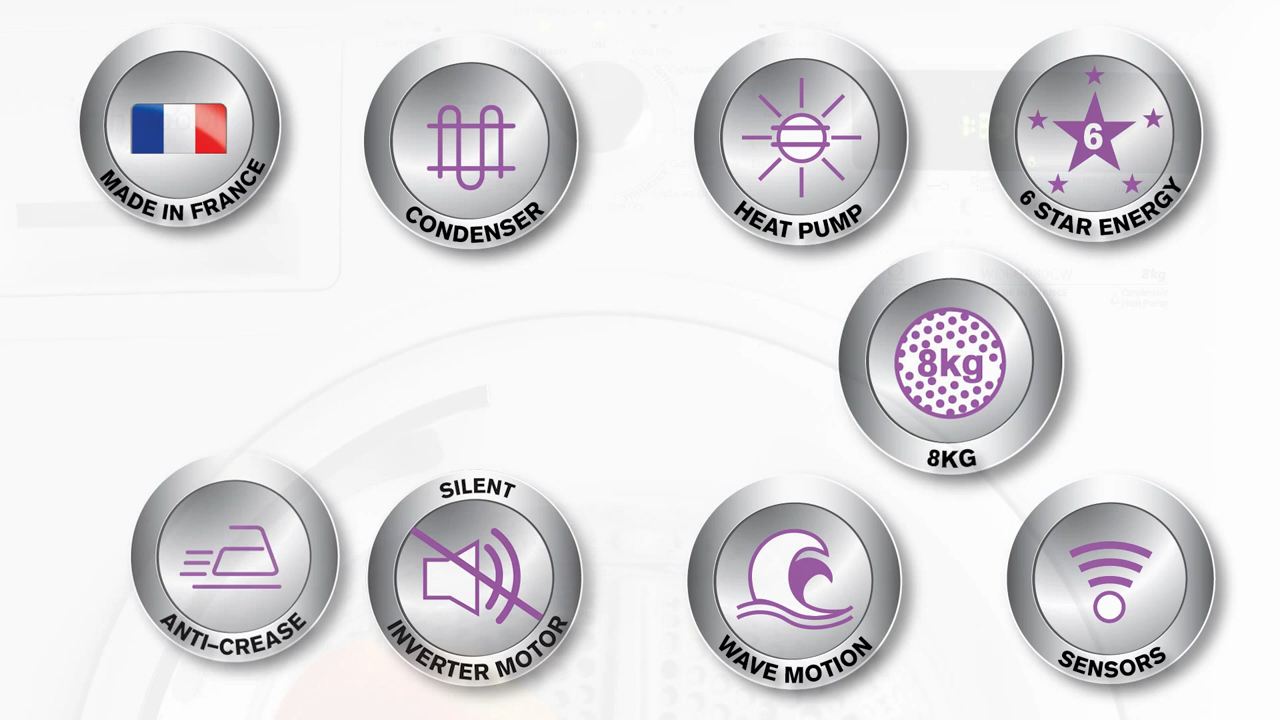 MADE IN FRANCE
CONDENSER
HEAT PUMP
6
6 STAR ENERGY
8kg
8kg
8KG
ANTI–CREASE
SILENT
INVERTER MOTOR
WAVE MOTION
SENSORS